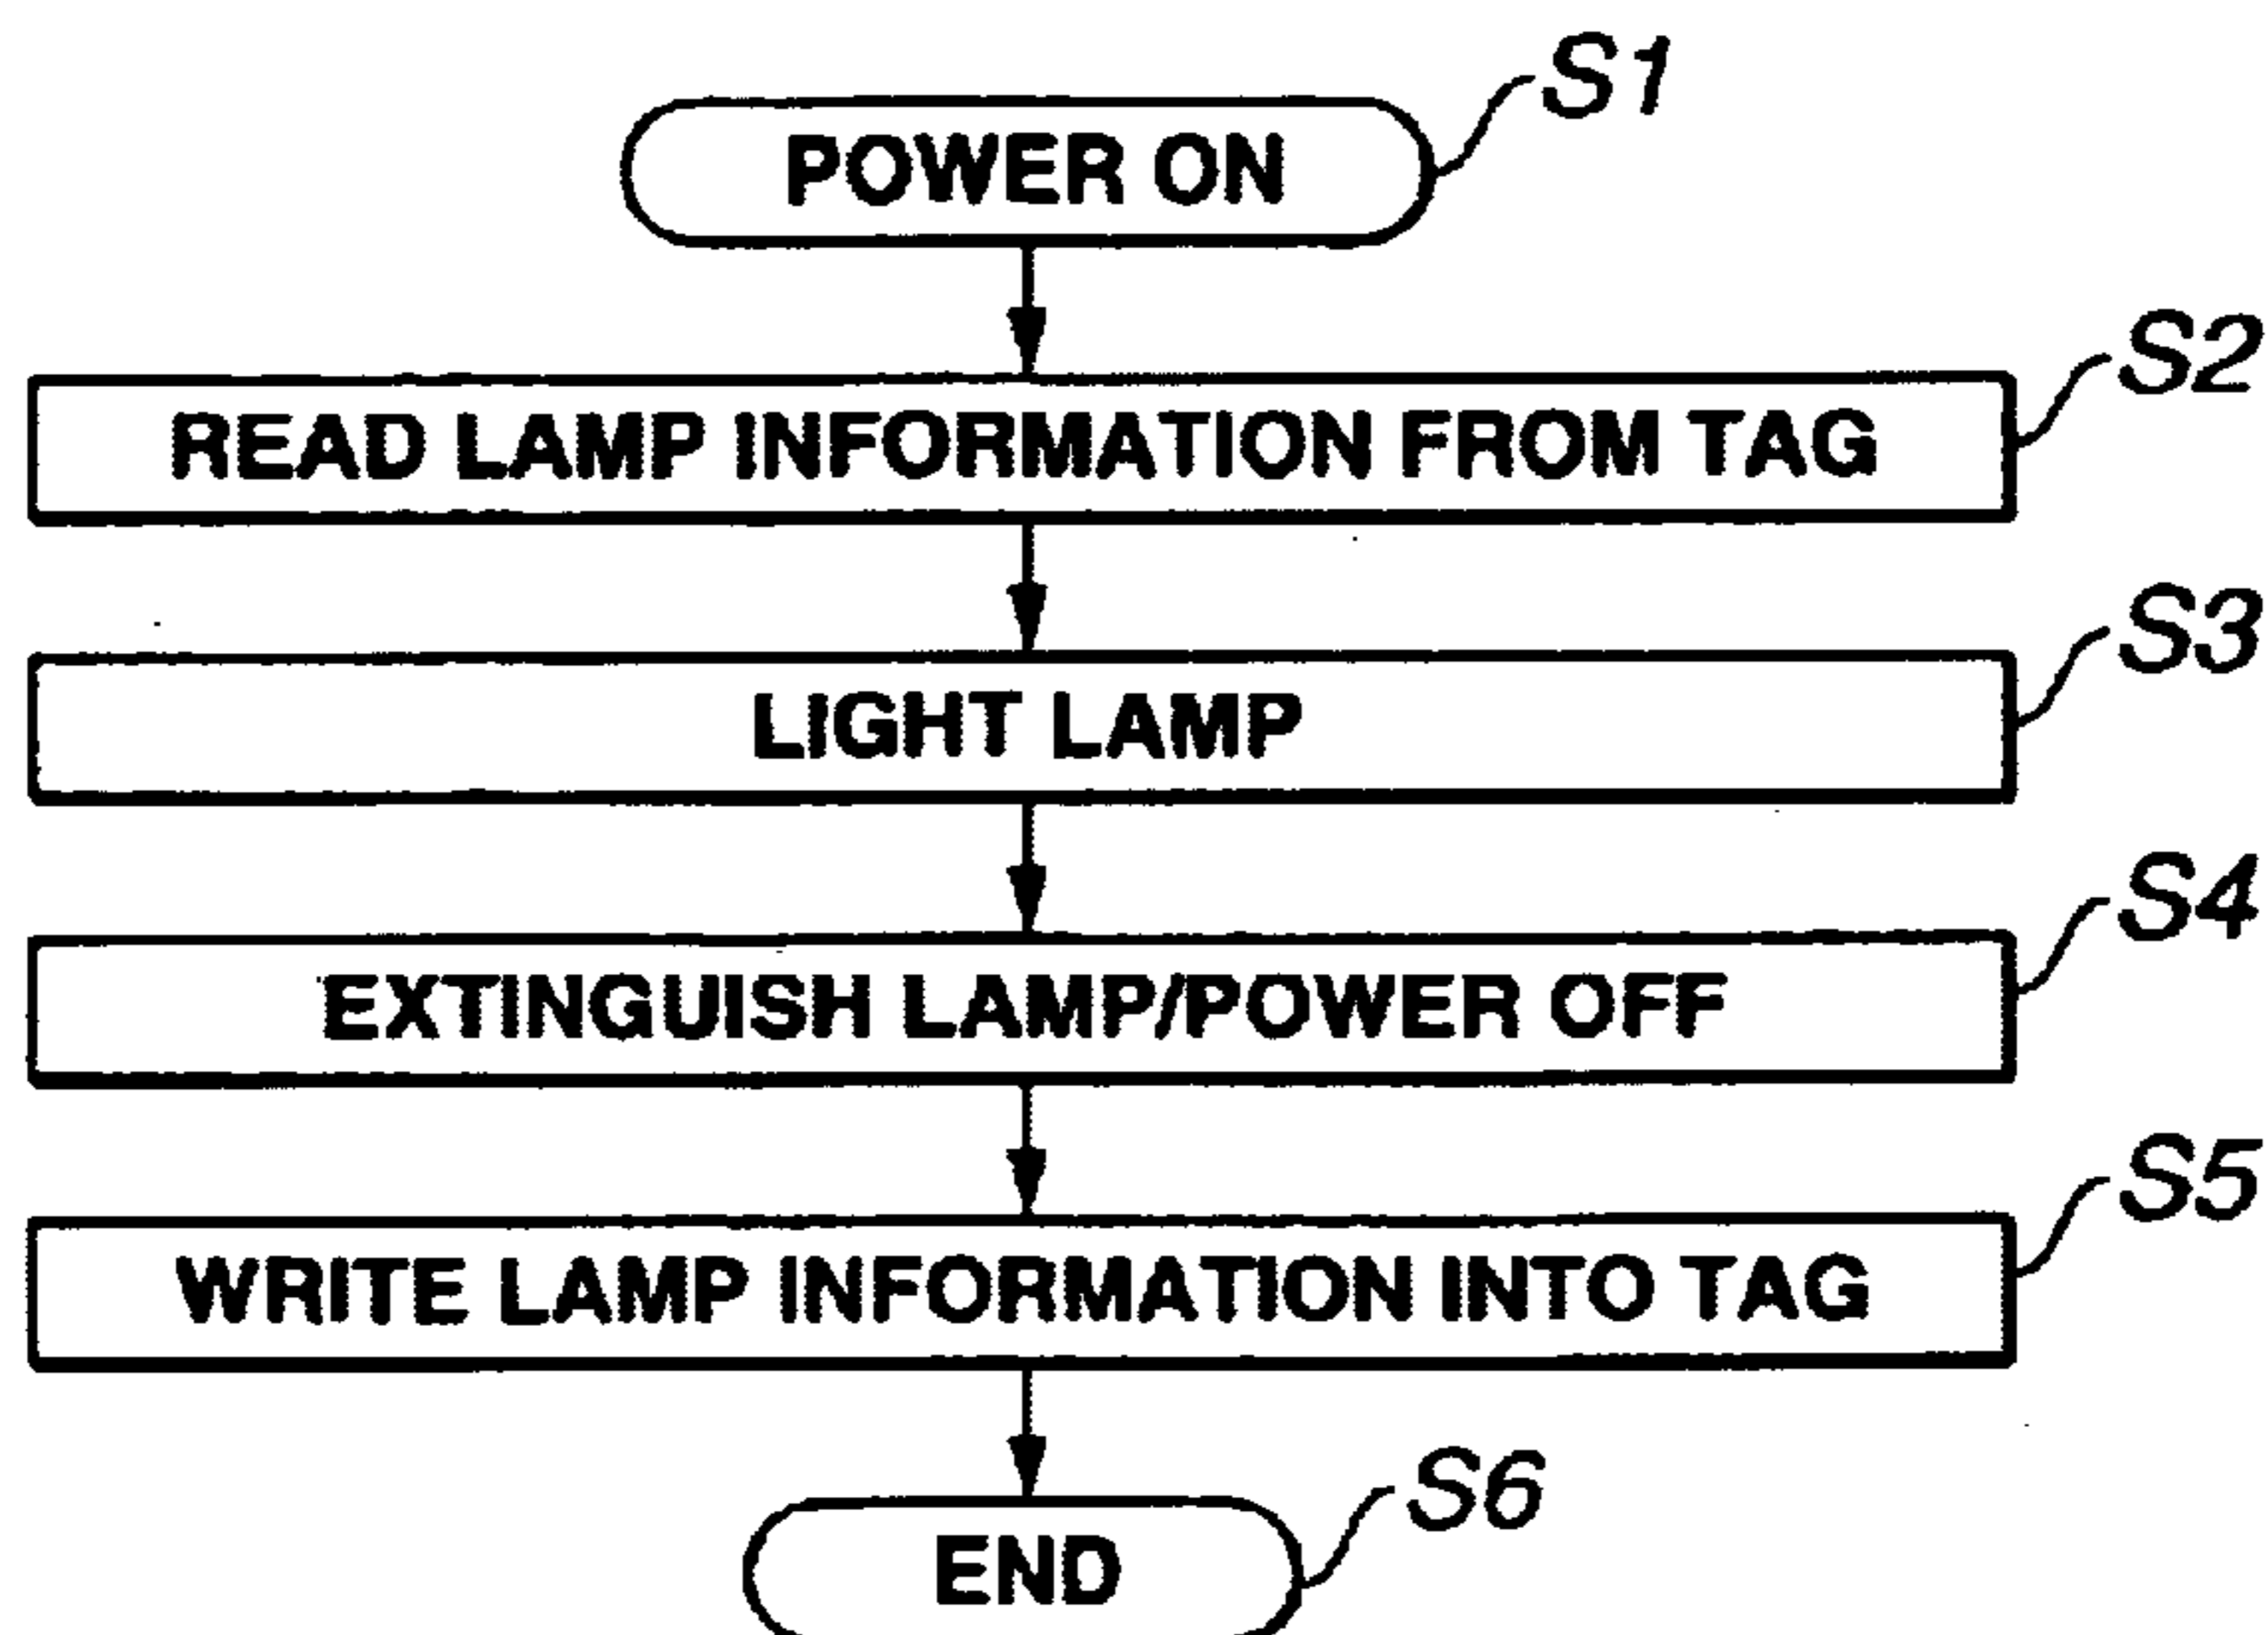 POWER ON S1
READ LAMP INFORMATION FROM TAG S2
LIGHT LAMP S3
EXTINGUISH LAMP/POWER OFF S4
WRITE LAMP INFORMATION INTO TAG S5
END S6